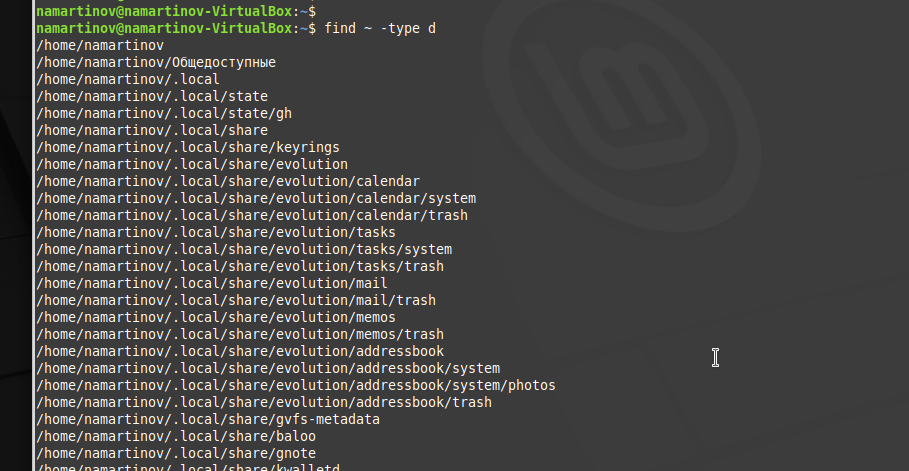 namartinov@namartinov-VirtualBox:~$
namartinov@namartinov-VirtualBox:~$ find ~ -type d
/home/namartinov
/home/namartinov/Общедоступные
/home/namartinov/.local
/home/namartinov/.local/state
/home/namartinov/.local/state/gh
/home/namartinov/.local/share
/home/namartinov/.local/share/keyrings
/home/namartinov/.local/share/evolution
/home/namartinov/.local/share/evolution/calendar
/home/namartinov/.local/share/evolution/calendar/system
/home/namartinov/.local/share/evolution/calendar/trash
/home/namartinov/.local/share/evolution/tasks
/home/namartinov/.local/share/evolution/tasks/system
/home/namartinov/.local/share/evolution/tasks/trash
/home/namartinov/.local/share/evolution/mail
/home/namartinov/.local/share/evolution/mail/trash
/home/namartinov/.local/share/evolution/memos
/home/namartinov/.local/share/evolution/memos/trash
/home/namartinov/.local/share/evolution/addressbook
/home/namartinov/.local/share/evolution/addressbook/system
/home/namartinov/.local/share/evolution/addressbook/system/photos
/home/namartinov/.local/share/evolution/addressbook/trash
/home/namartinov/.local/share/gvfs-metadata
/home/namartinov/.local/share/baloo
/home/namartinov/.local/share/gnote
/home/namartinov/.local/share/kwalletd